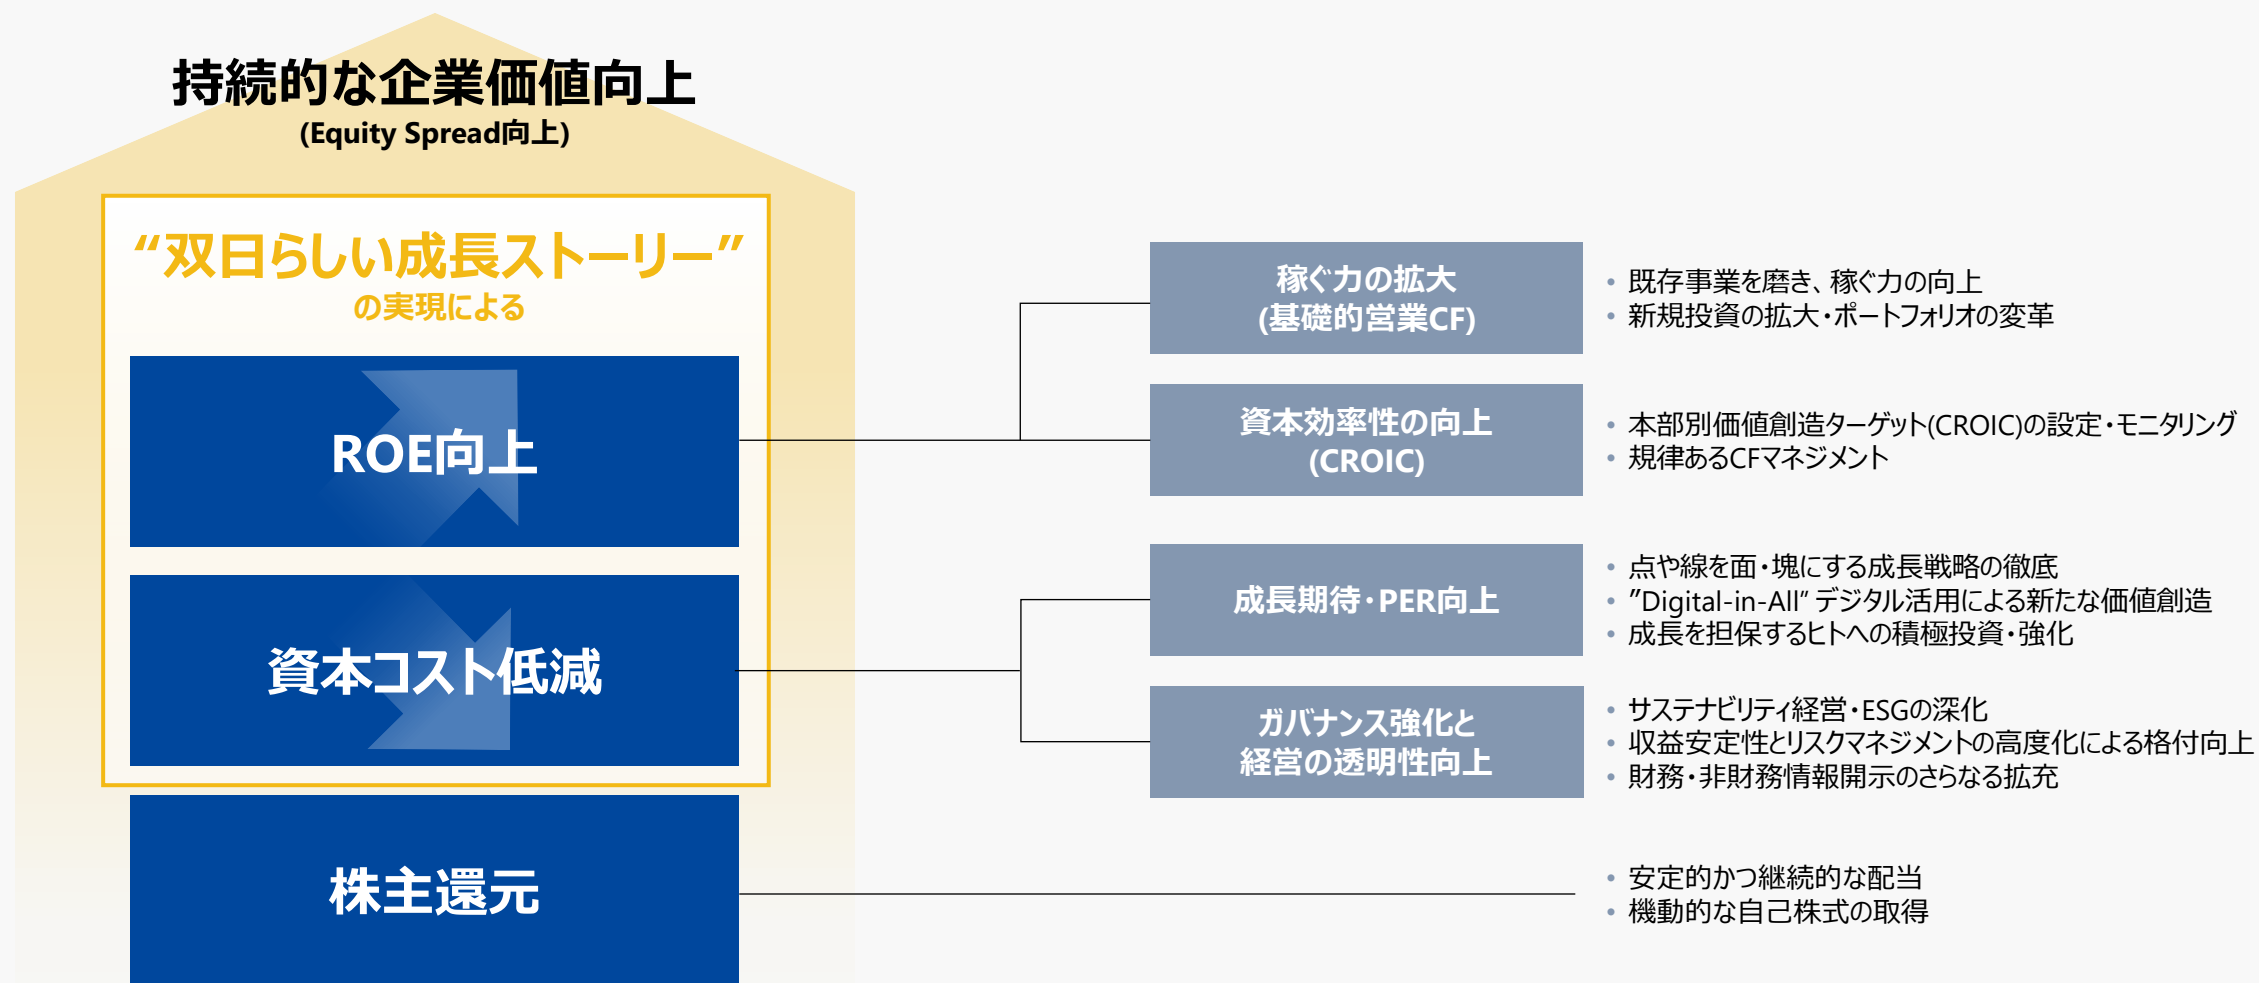 持続的な企業価値向上
(Equity Spread向上)
“双日らしい成長ストーリー”
の実現による
ROE向上
稼ぐ力の拡大
(基礎的営業CF)
• 既存事業を磨き、稼ぐ力の向上
• 新規投資の拡大・ポートフォリオの変革
資本効率性の向上
(CROIC)
• 本部別価値創造ターゲット(CROIC)の設定・モニタリング
• 規律あるCFマネジメント
資本コスト低減
成長期待・PER向上
• 点や線を面・塊にする成長戦略の徹底
• ”Digital-in-All” デジタル活用による新たな価値創造
• 成長を担保するヒトへの積極投資・強化
ガバナンス強化と
経営の透明性向上
• サステナビリティ経営・ESGの深化
• 収益安定性とリスクマネジメントの高度化による格付向上
• 財務・非財務情報開示のさらなる拡充
株主還元
• 安定的かつ継続的な配当
• 機動的な自己株式の取得